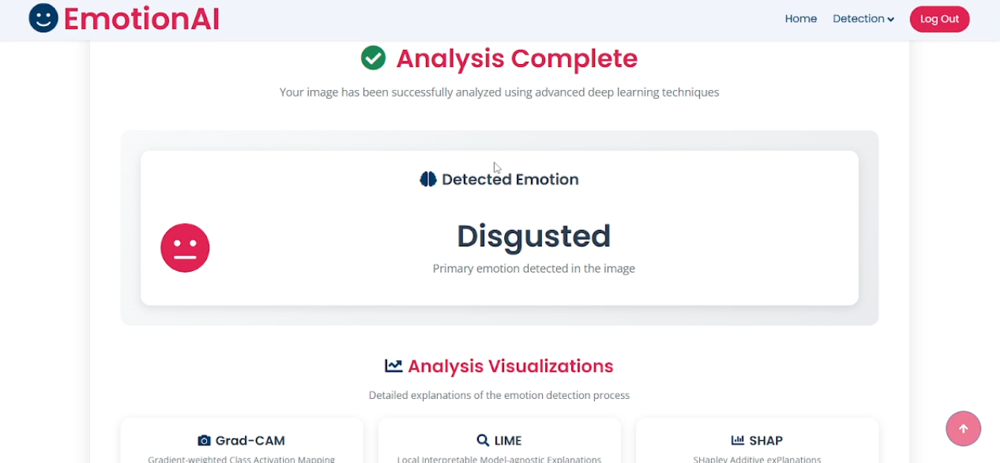 EmotionAI
Home Detection Log Out
Analysis Complete
Your image has been successfully analyzed using advanced deep learning techniques
Detected Emotion
Disgusted
Primary emotion detected in the image
Analysis Visualizations
Detailed explanations of the emotion detection process
Grad-CAM LIME SHAP
Gradient-weighted Class Activation Mapping Local Interpretable Model-agnostic Explanations SHapley Additive exPlanations